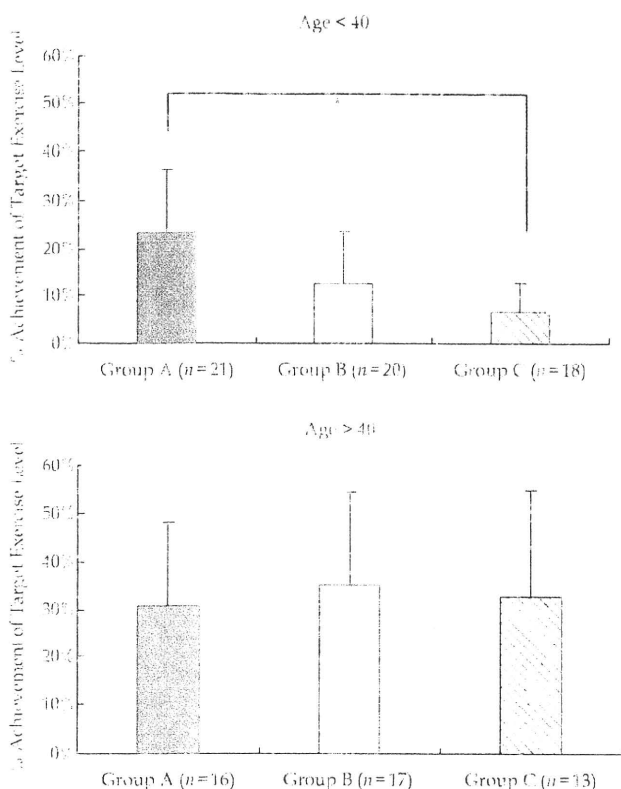 Age < 40
% Achievement of Target Exercise Level
60%
50%
40%
30%
20%
10%
0%
*
Group A (n=21) Group B (n=20) Group C (n=18)
Age > 40
% Achievement of Target Exercise Level
60%
50%
40%
30%
20%
10%
0%
Group A (n=16) Group B (n=17) Group C (n=13)